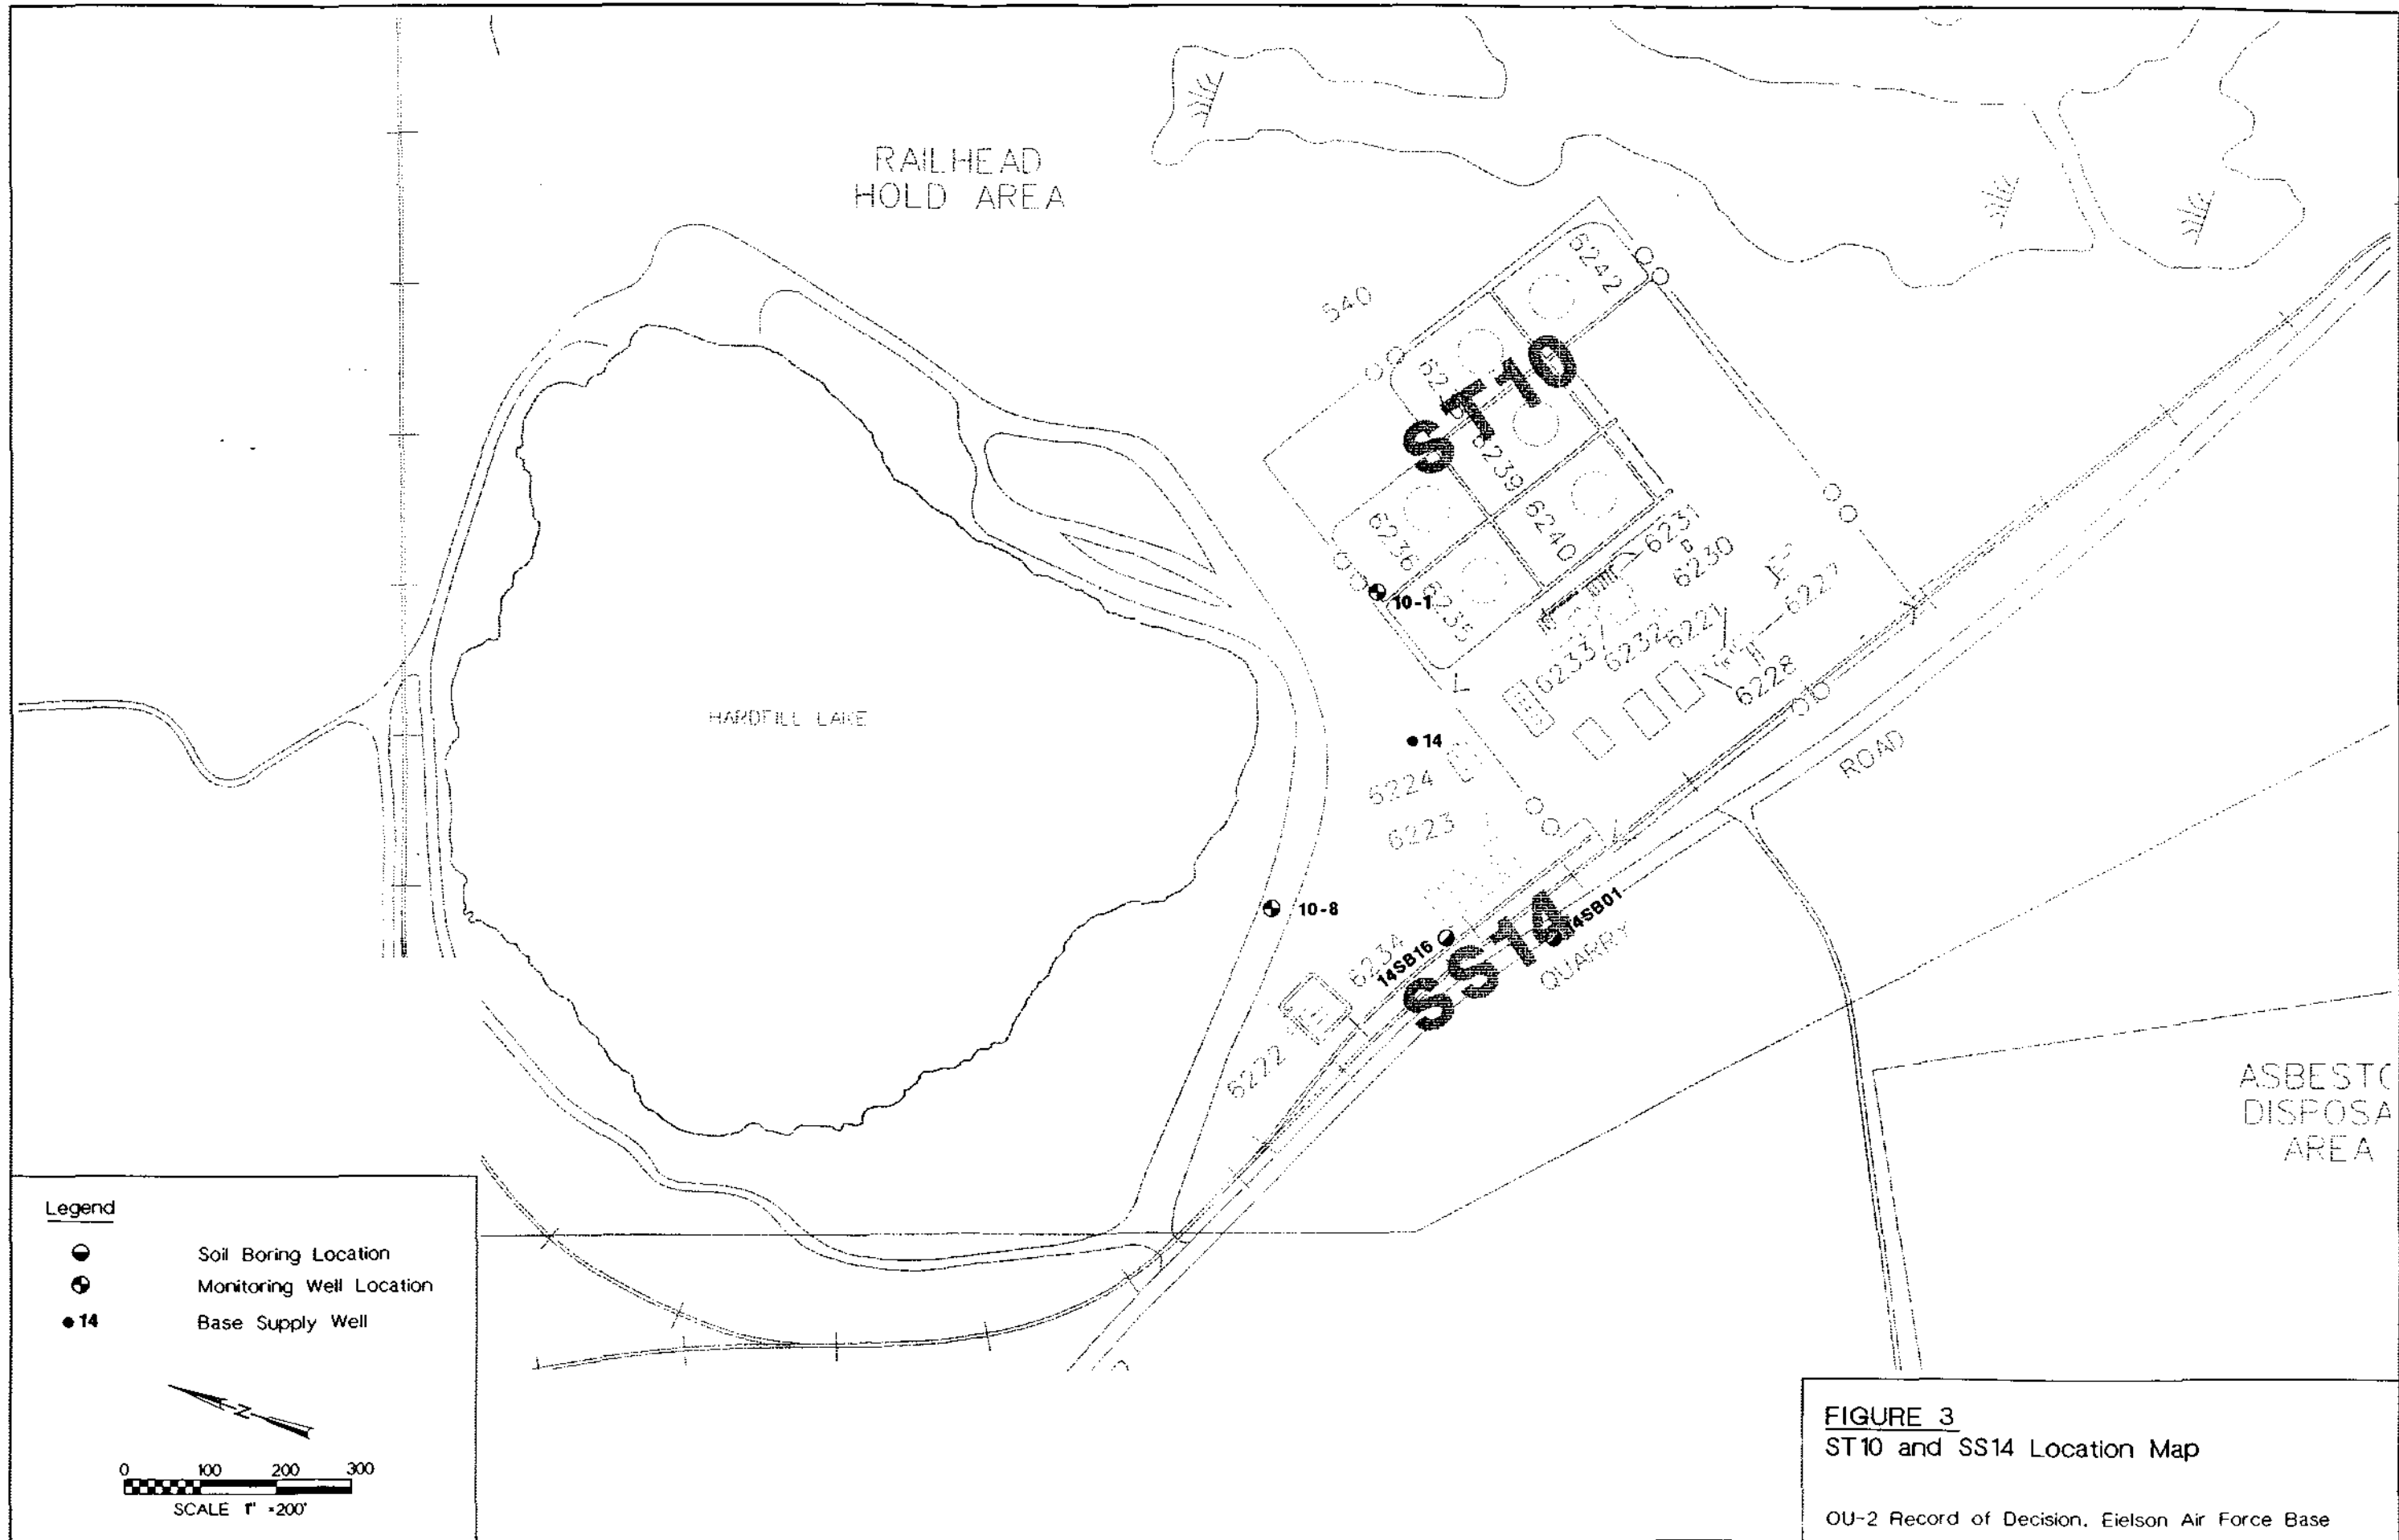 RAILHEAD
HOLD AREA
540
6242
ST10
6239
6240
6236
6235
10-1
6231
6230
6227
6233
6232
6228
HARDFILL LAKE
14
6224
6223
ROAD
10-8
14SB01
14SB16
6234
SS14
QUARRY
6222
DISPOSA
AREA
Legend
Soil Boring Location
Monitoring Well Location
14 Base Supply Well
N
0 100 200 300
SCALE 1" =200'
FIGURE 3
ST10 and SS14 Location Map
OU-2 Record of Decision, Eielson Air Force Base